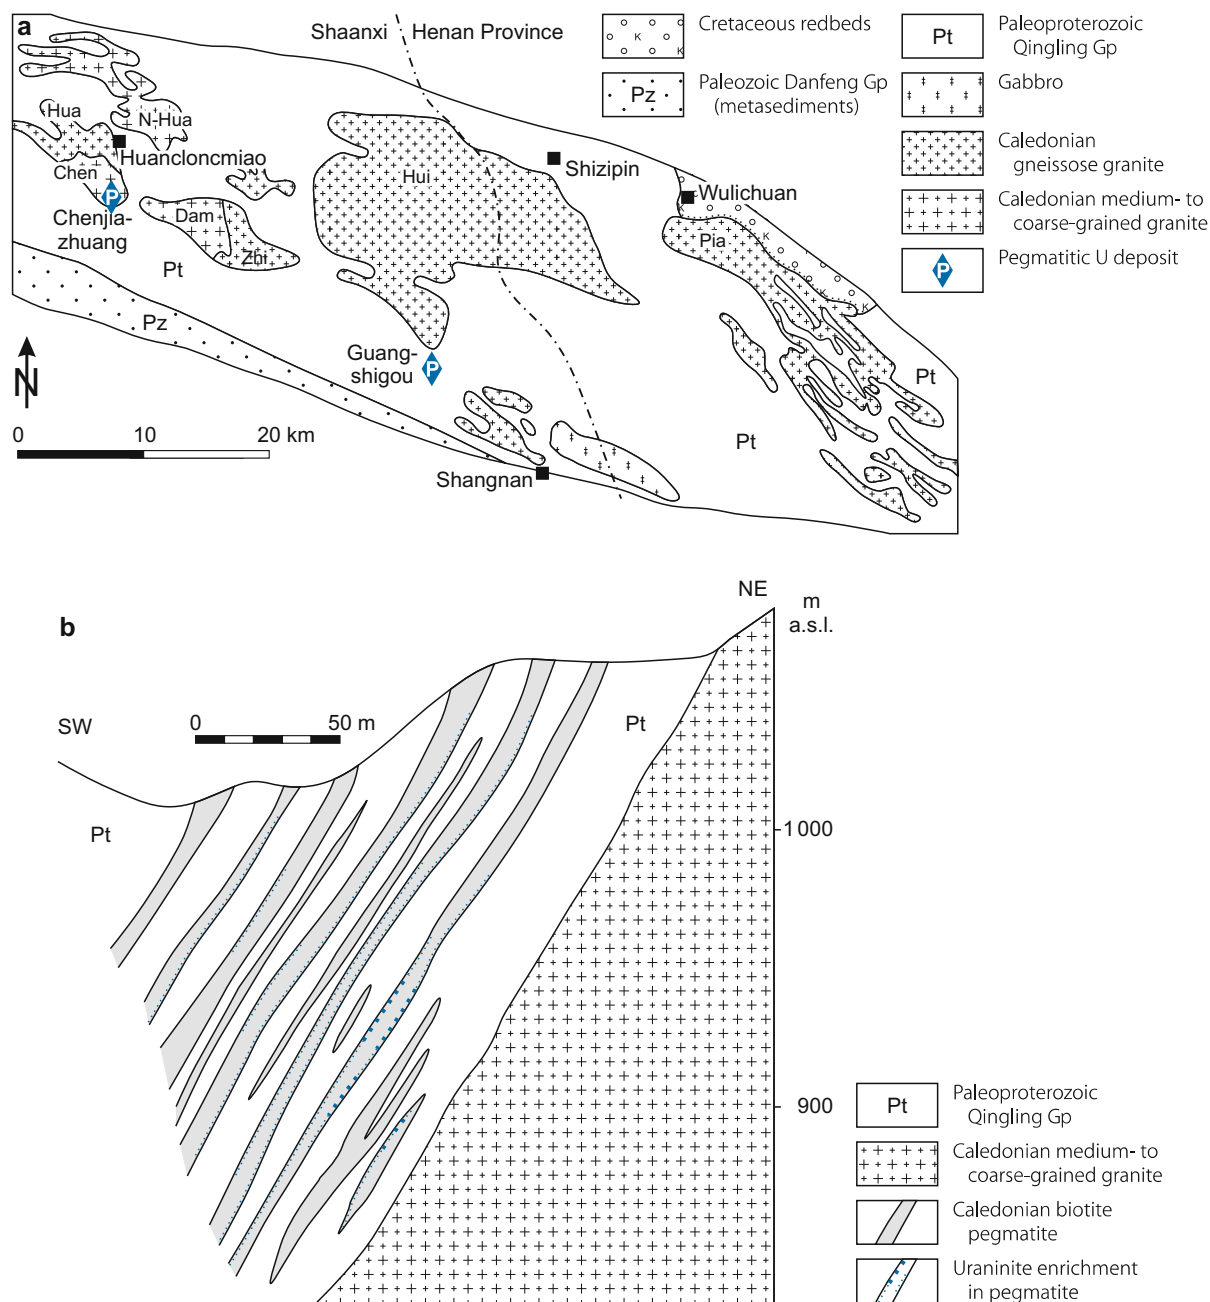 a
Shaanxi
Henan Province
Cretaceous redbeds
K
Pz
Paleozoic Danfeng Gp
(metasediments)
Pt
Paleoproterozoic
Qingling Gp
Gabbro
Caledonian
gneissose granite
Caledonian medium- to
coarse-grained granite
P
Pegmatitic U deposit
Hua
N-Hua
Huancloncmiao
Chen
P
Chenjia-
zhuang
Dam
Zhi
Pt
Pz
Hui
Shizipin
Wulichuan
K
Pia
K
K
K
Guang-
shigou
P
Pt
Pt
N
0 10 20 km
Shangnan
b
NE
m
a.s.l.
SW
0 50 m
Pt
Pt
1000
900
Pt
Paleoproterozoic
Qingling Gp
Caledonian medium- to
coarse-grained granite
Caledonian biotite
pegmatite
Uraninite enrichment
in pegmatite